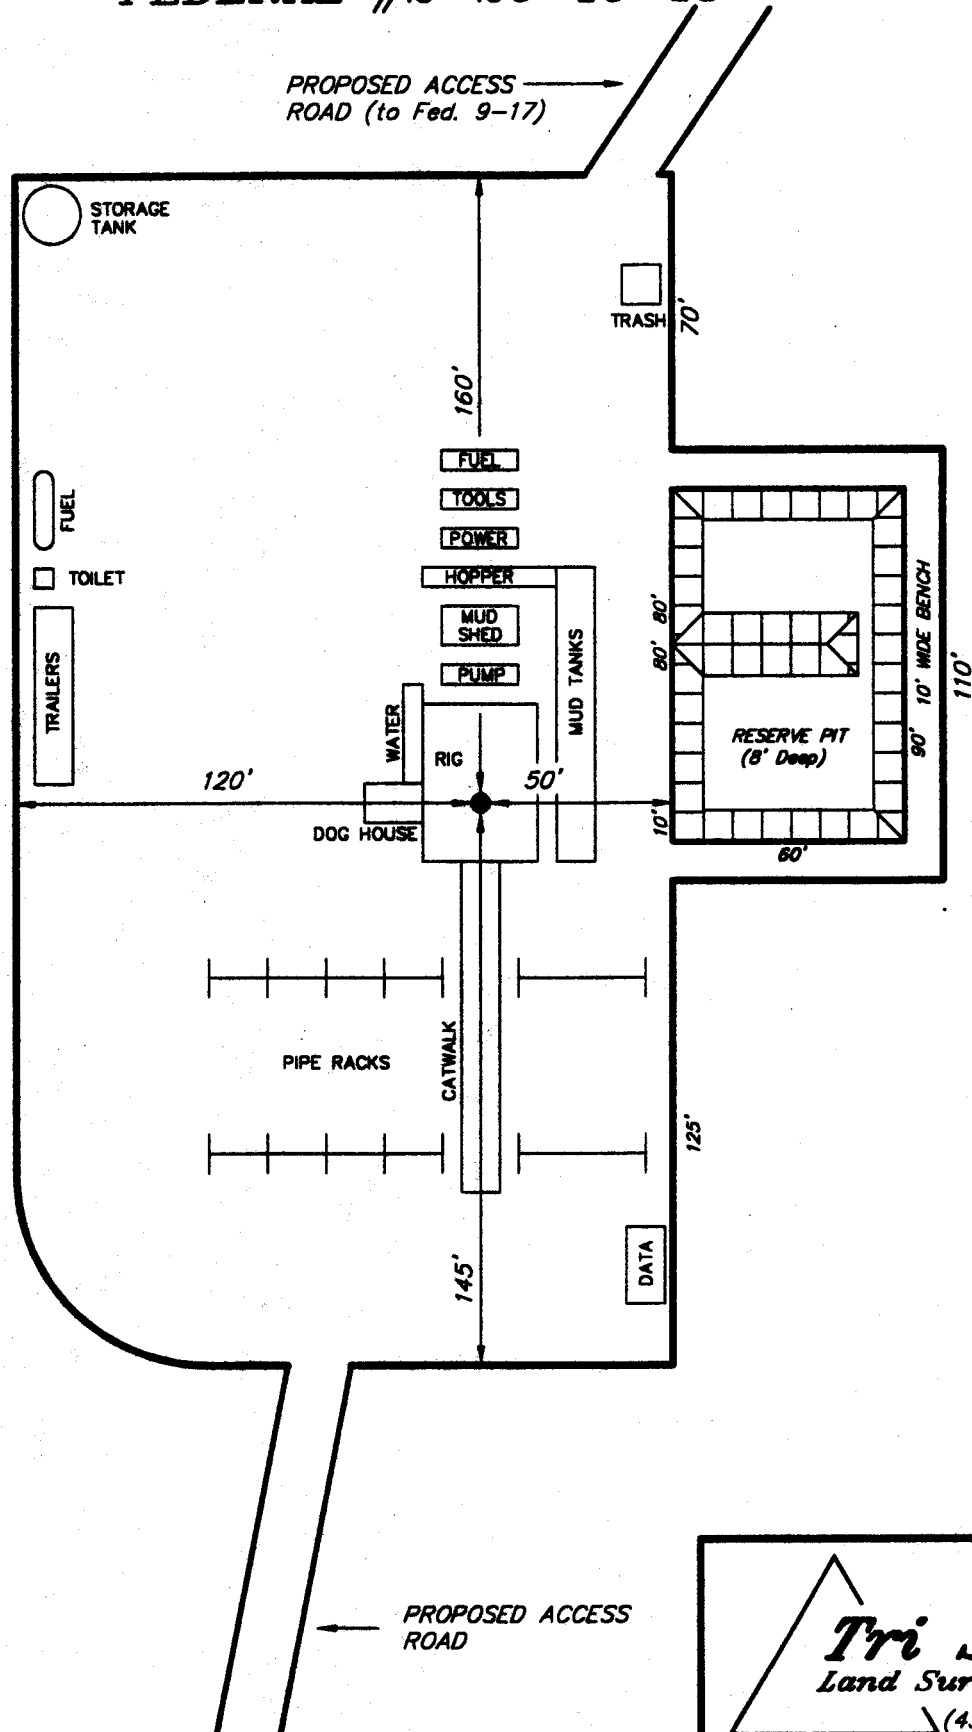 PROPOSED ACCESS
ROAD (to Fed. 9-17)
STORAGE
TANK
TRASH
70'
160'
FUEL
TOOLS
POWER
HOPPER
MUD
SHED
PUMP
FUEL
TOILET
TRAILERS
WATER
RIG
MUD TANKS
120'
50'
DOG HOUSE
80'
80'
10'
RESERVE PIT
(8' Deep)
60'
90'
10' WIDE BENCH
110'
PIPE RACKS
CATWALK
125'
145'
DATA
PROPOSED ACCESS
ROAD
Tri
Land Sur
(4